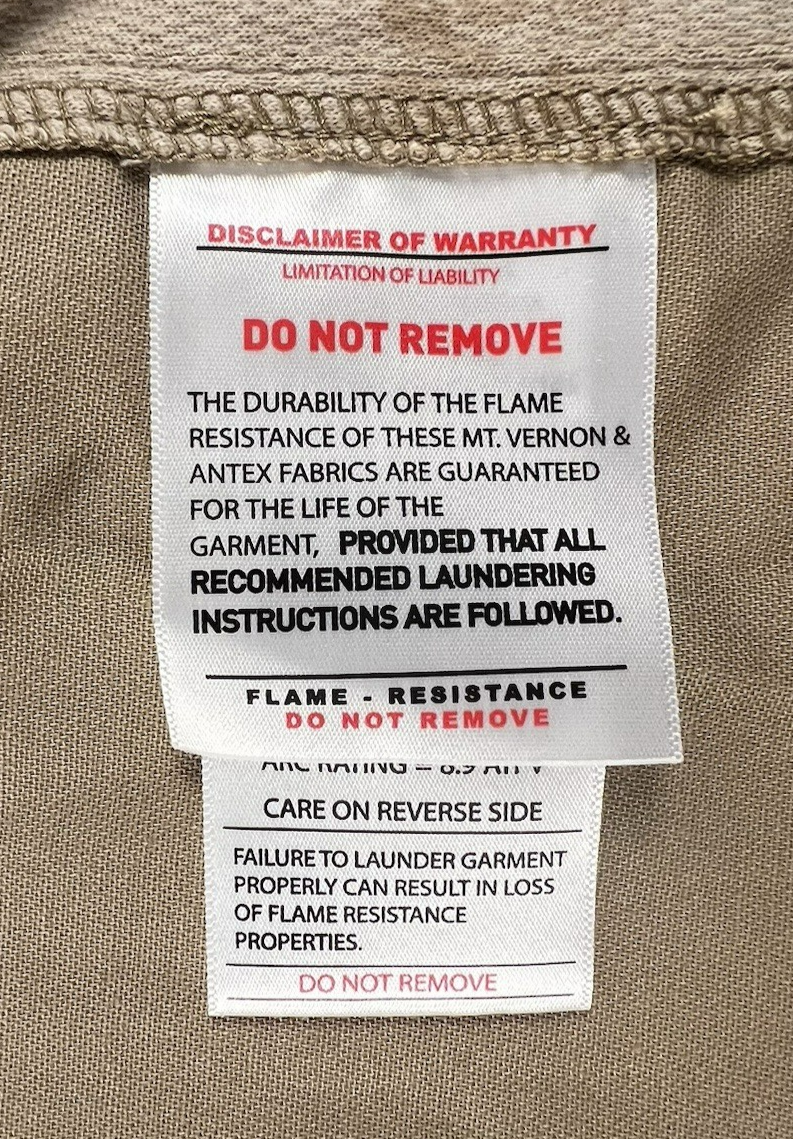 DISCLAIMER OF WARRANTY
LIMITATION OF LIABILITY
DO NOT REMOVE
THE DURABILITY OF THE FLAME
RESISTANCE OF THESE MT. VERNON &
ANTEX FABRICS ARE GUARANTEED
FOR THE LIFE OF THE
GARMENT, PROVIDED THAT ALL
RECOMMENDED LAUNDERING
INSTRUCTIONS ARE FOLLOWED.
FLAME - RESISTANCE
DO NOT REMOVE
ARC RATING =
CARE ON REVERSE SIDE
FAILURE TO LAUNDER GARMENT
PROPERLY CAN RESULT IN LOSS
OF FLAME RESISTANCE
PROPERTIES.
DO NOT REMOVE